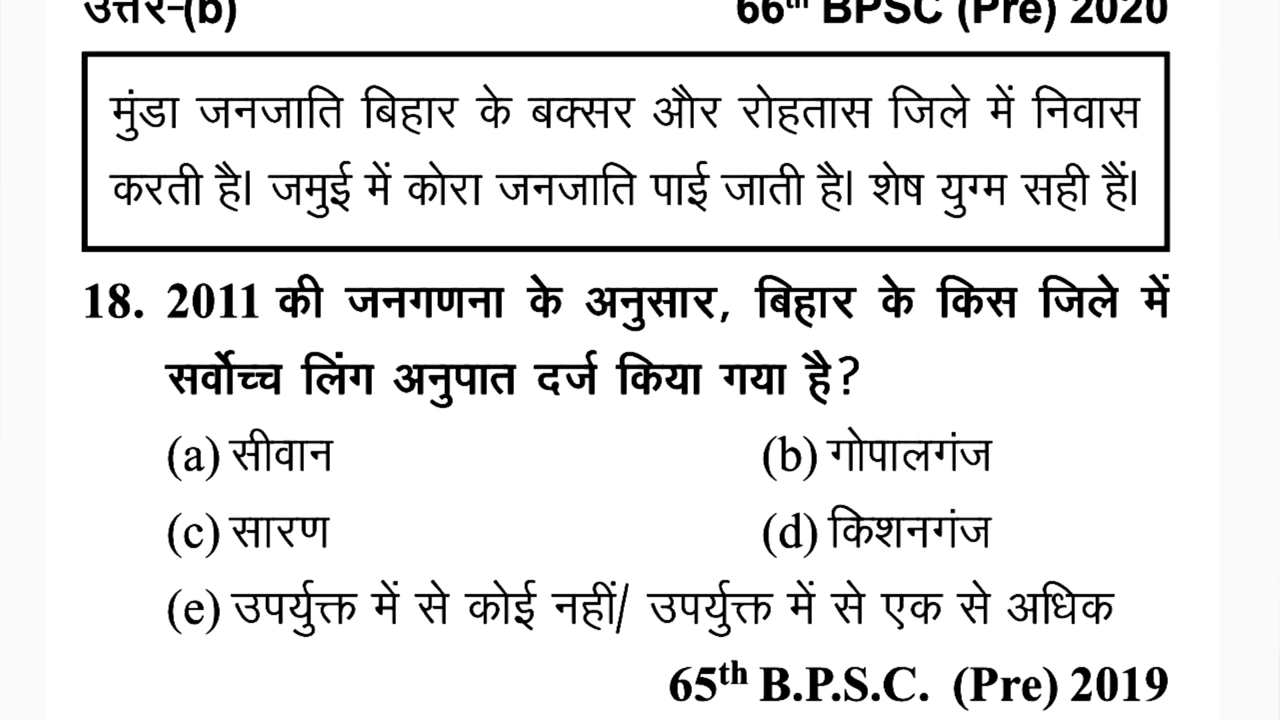 उत्तर–(b) 66th BPSC (Pre) 2020
मुंडा जनजाति बिहार के बक्सर और रोहतास जिले में निवास
करती है। जमुई में कोरा जनजाति पाई जाती है। शेष युग्म सही हैं।
18. 2011 की जनगणना के अनुसार, बिहार के किस जिले में
सर्वोच्च लिंग अनुपात दर्ज किया गया है?
(a) सीवान (b) गोपालगंज
(c) सारण (d) किशनगंज
(e) उपर्युक्त में से कोई नहीं/ उपर्युक्त में से एक से अधिक
65th B.P.S.C. (Pre) 2019